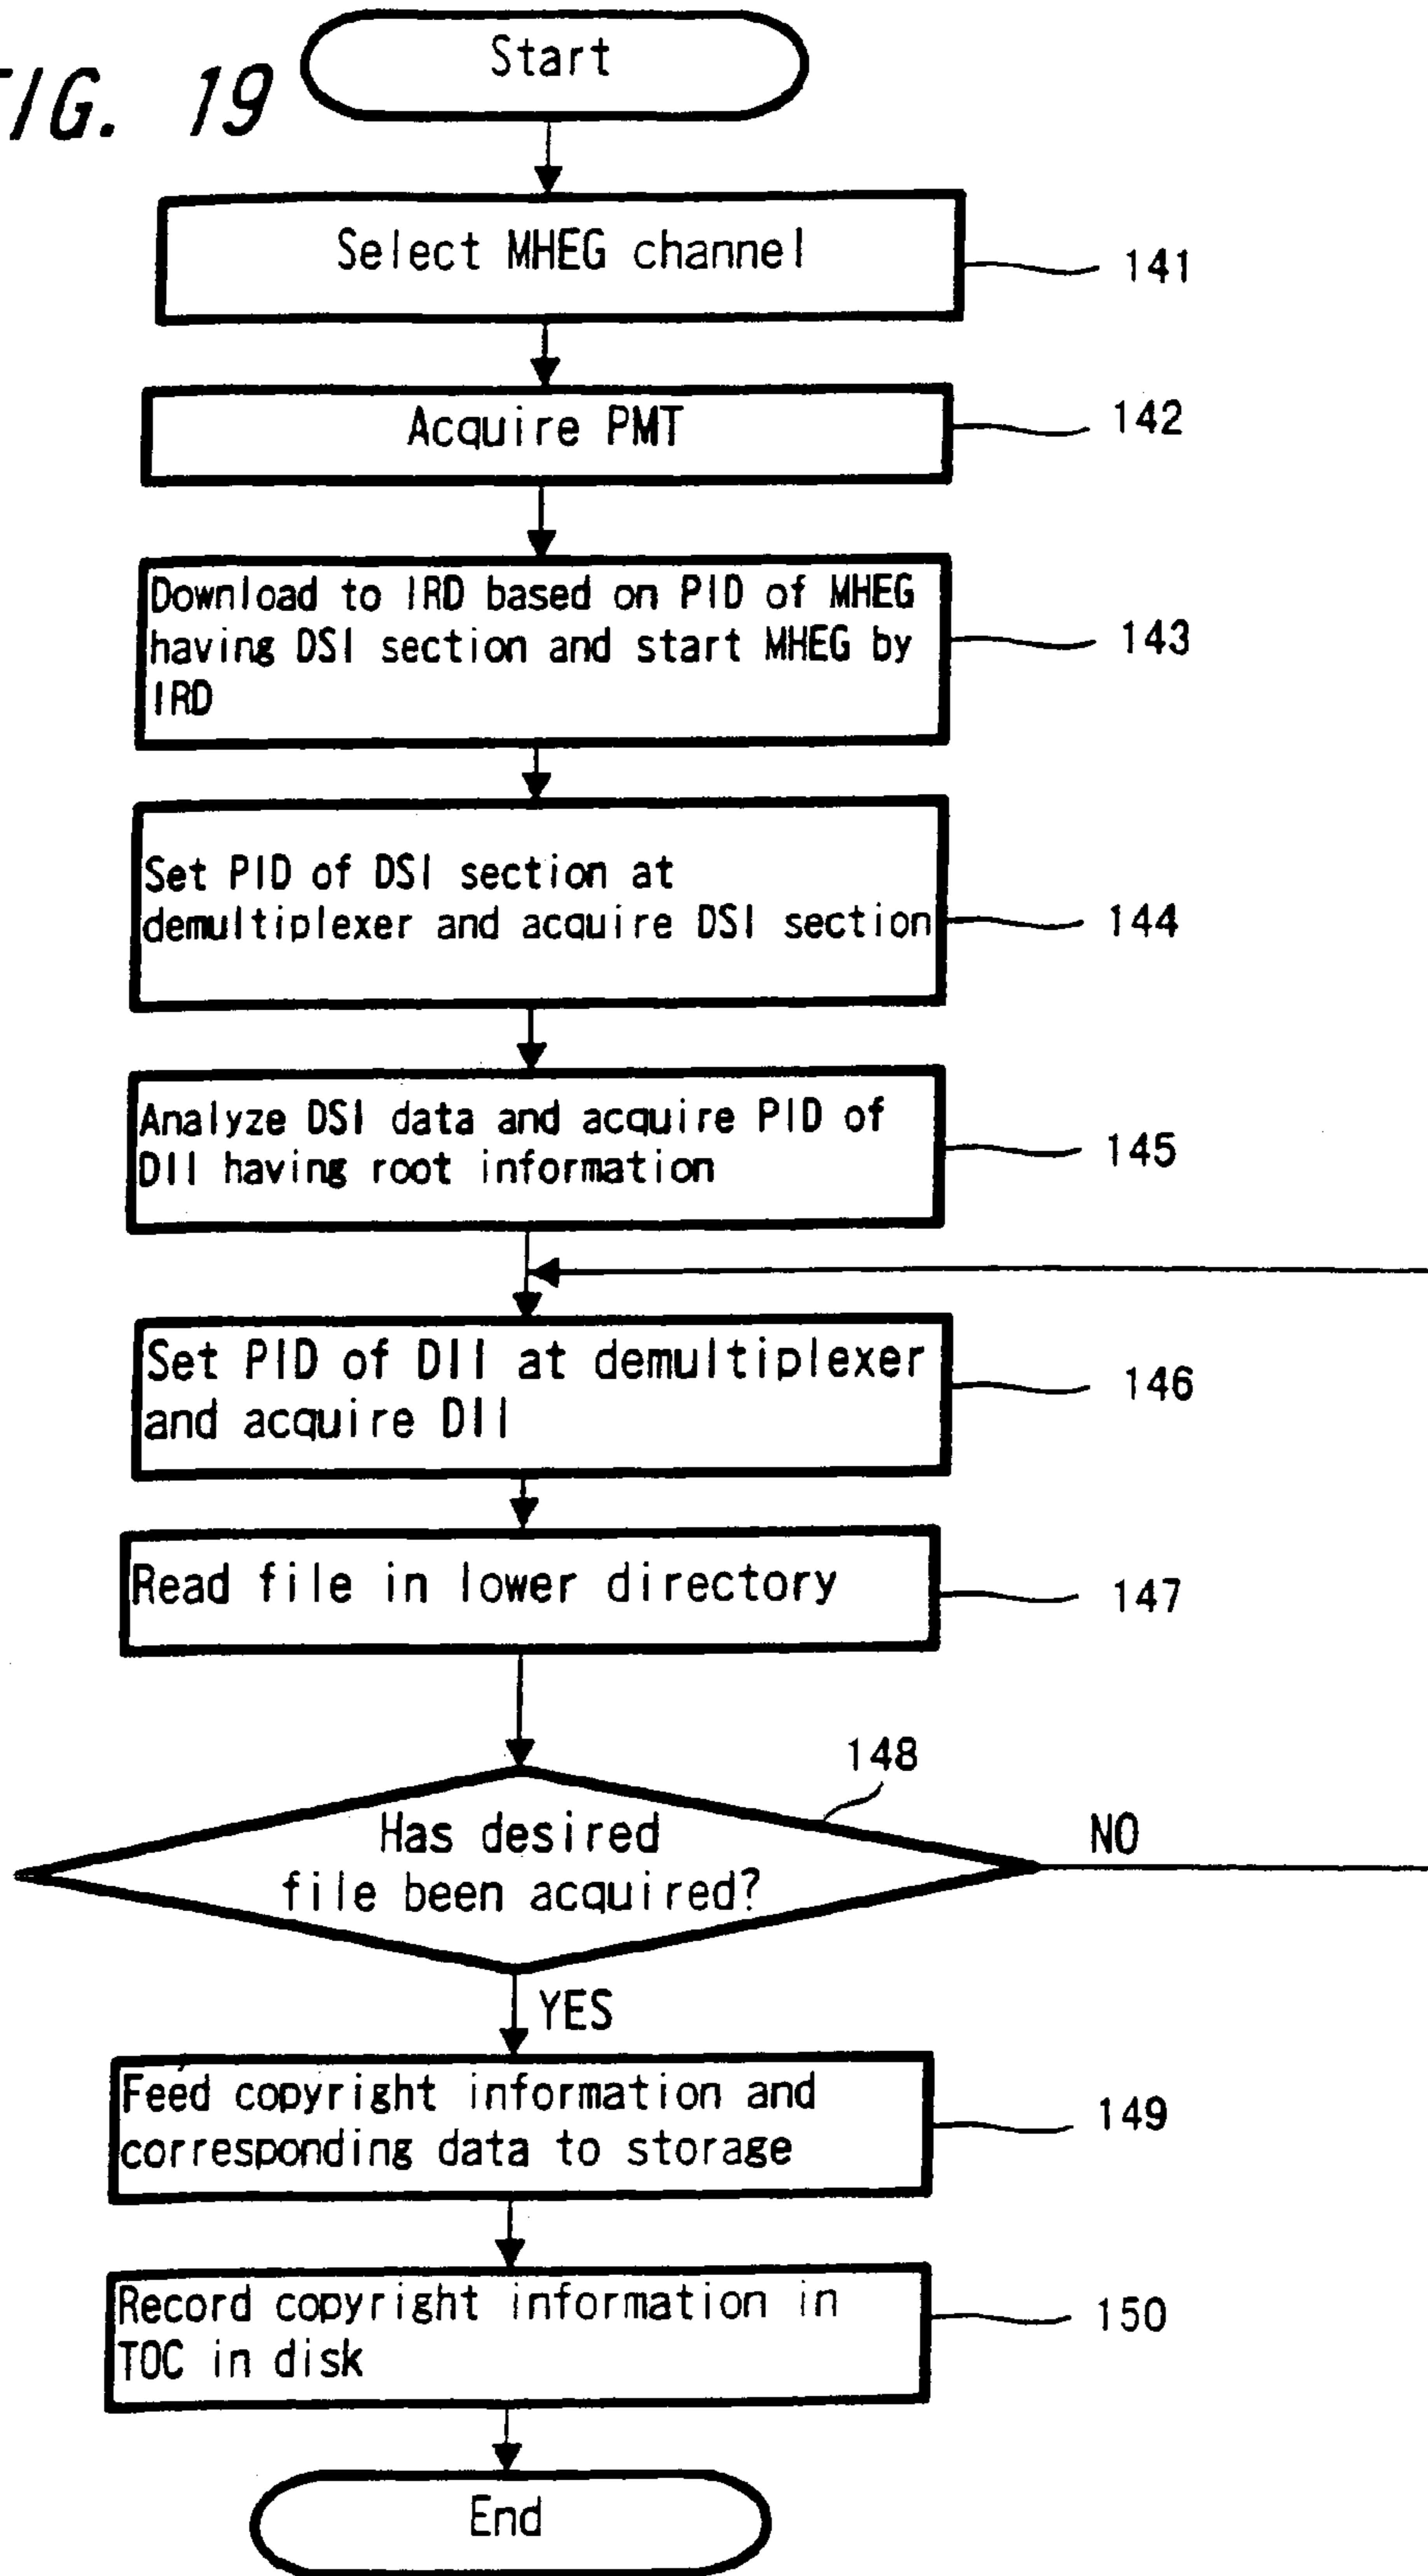 FIG. 19
Start
Select MHEG channel
141
Acquire PMT
142
Download to IRD based on PID of MHEG
having DSI section and start MHEG by
IRD
143
Set PID of DSI section at
demultiplexer and acquire DSI section
144
Analyze DSI data and acquire PID of
DII having root information
145
Set PID of DII at demultiplexer
and acquire DII
146
Read file in lower directory
147
148
Has desired
file been acquired?
NO
YES
Feed copyright information and
corresponding data to storage
149
Record copyright information in
TOC in disk
150
End